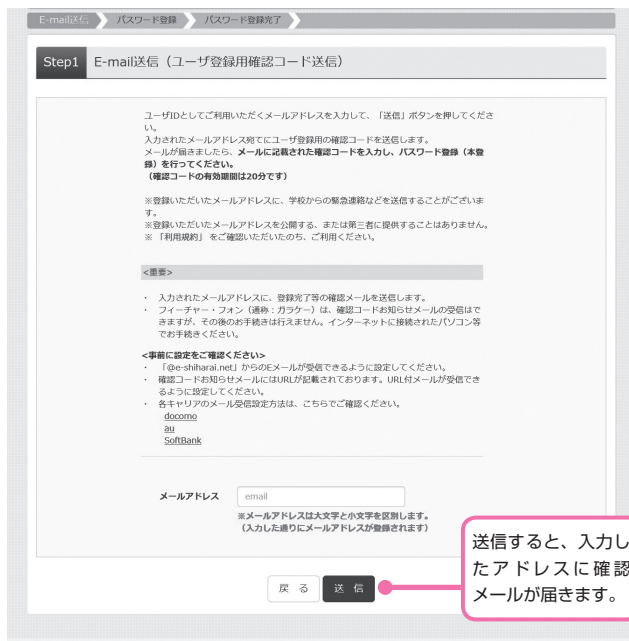 E-mail送信 パスワード登録 パスワード登録完了
Step1 E-mail送信（ユーザ登録用確認コード送信）
ユーザIDとしてご利用いただくメールアドレスを入力して、「送信」ボタンを押してくださ
い。
入力されたメールアドレス宛てにユーザ登録用の確認コードを送信します。
メールが届きましたら、メールに記載された確認コードを入力し、パスワード登録（本登
録）を行ってください。
（確認コードの有効期間は20分です）
※登録いただいたメールアドレスに、学校からの緊急連絡などを送信することがございま
す。
※登録いただいたメールアドレスを公開する、または第三者に提供することはありません。
※「利用規約」をご確認いただいたのち、ご利用ください。
<重要>
・ 入力されたメールアドレスに、登録完了等の確認メールを送信します。
・ フィーチャー・フォン（通称：ガラケー）は、確認コードお知らせメールの受信はで
きますが、その後のお手続きは行えません。インターネットに接続されたパソコン等
でお手続きください。
<事前に設定をご確認ください>
・ 「@e-shiharai.net」からのEメールが受信できるように設定してください。
・ 確認コードお知らせメールにはURLが記載されております。URL付メールが受信でき
るように設定してください。
・ 各キャリアのメール受信設定方法は、こちらでご確認ください。
docomo
au
SoftBank
メールアドレス email
※メールアドレスは大文字と小文字を区別します。
（入力した通りにメールアドレスが登録されます）
戻 る 送 信
送信すると、入力し
たアドレスに確認
メールが届きます。